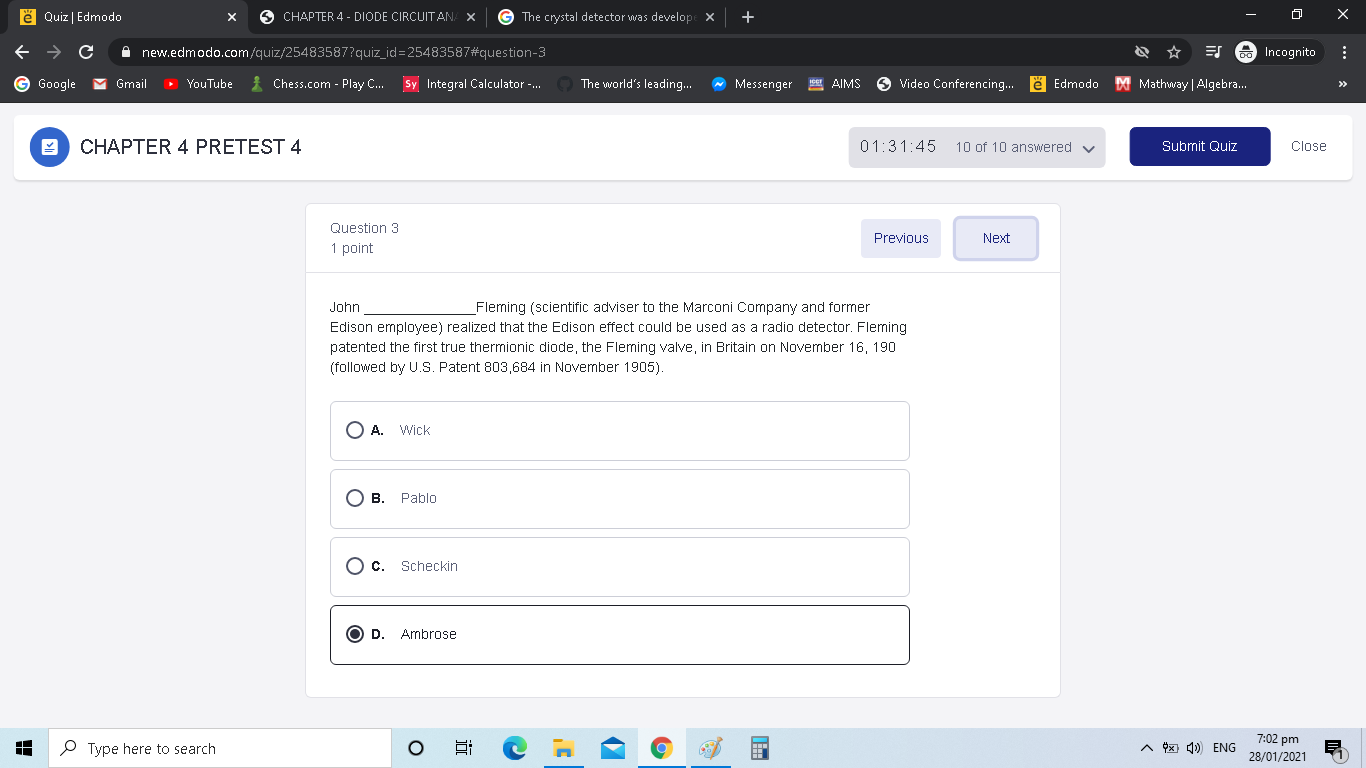 Quiz | Edmodo
CHAPTER 4 - DIODE CIRCUIT AN
The crystal detector was develope
new.edmodo.com/quiz/25483587?quiz_id=25483587#question-3
Incognito
Google Gmail YouTube Chess.com - Play C... Sy Integral Calculator -... The world's leading... Messenger AIMS Video Conferencing... Edmodo Mathway | Algebra... »
CHAPTER 4 PRETEST 4
01:31:45 10 of 10 answered
Submit Quiz
Close
Question 3
1 point
Previous
Next
John ______________Fleming (scientific adviser to the Marconi Company and former
Edison employee) realized that the Edison effect could be used as a radio detector. Fleming
patented the first true thermionic diode, the Fleming valve, in Britain on November 16, 190
(followed by U.S. Patent 803,684 in November 1905).
A. Wick
B. Pablo
C. Scheckin
D. Ambrose
Type here to search
ENG
7:02 pm
28/01/2021
1